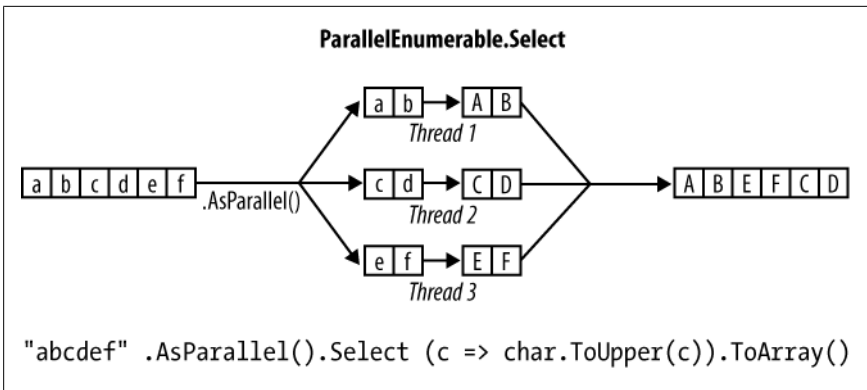 ParallelEnumerable.Select
a b A B
Thread 1
a b c d e f .AsParallel() c d C D A B E F C D
Thread 2
e f E F
Thread 3
"abcdef" .AsParallel().Select (c => char.ToUpper(c)).ToArray()